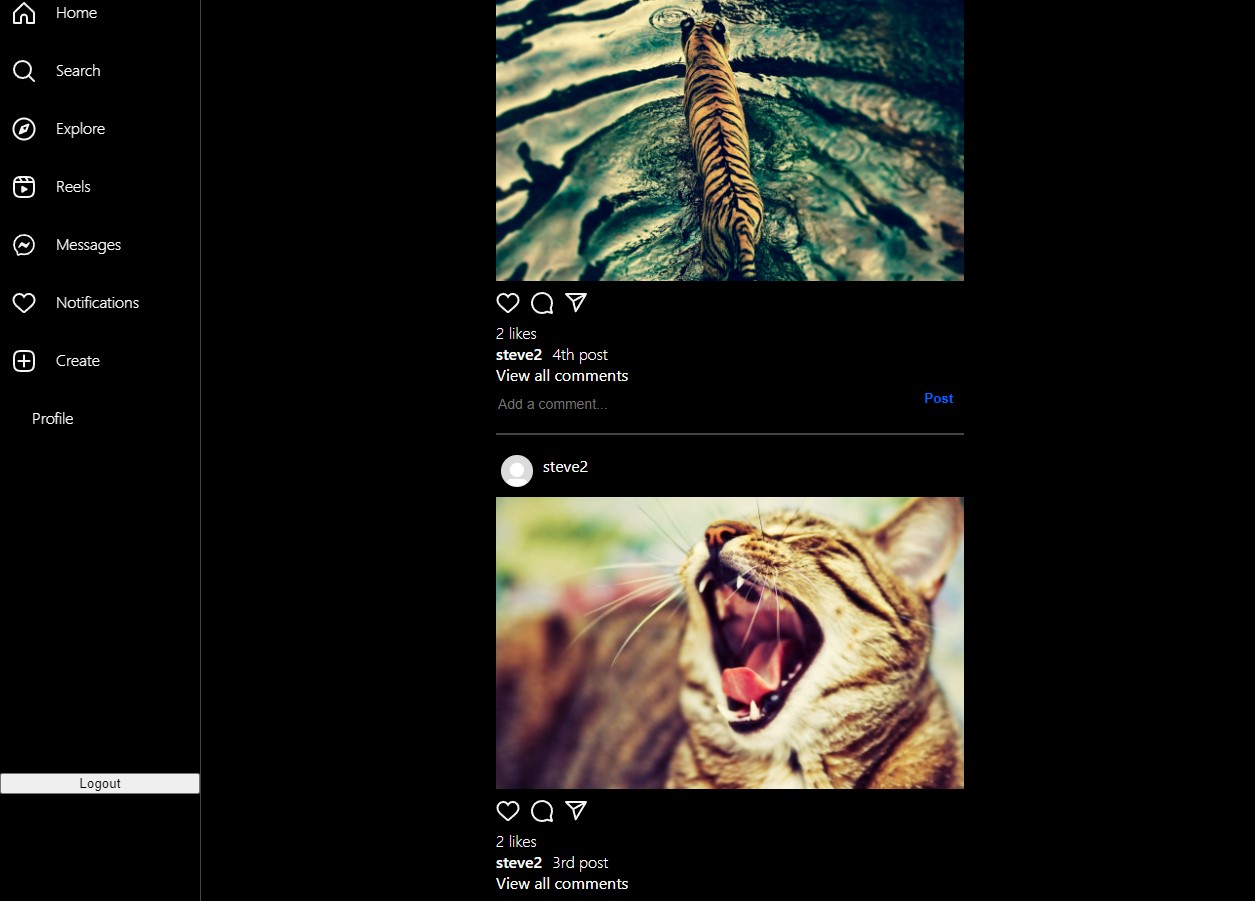 Home
Search
Explore
Reels
Messages
Notifications
Create
Profile
Logout
2 likes
steve2 4th post
View all comments
Add a comment...
Post
steve2
2 likes
steve2 3rd post
View all comments